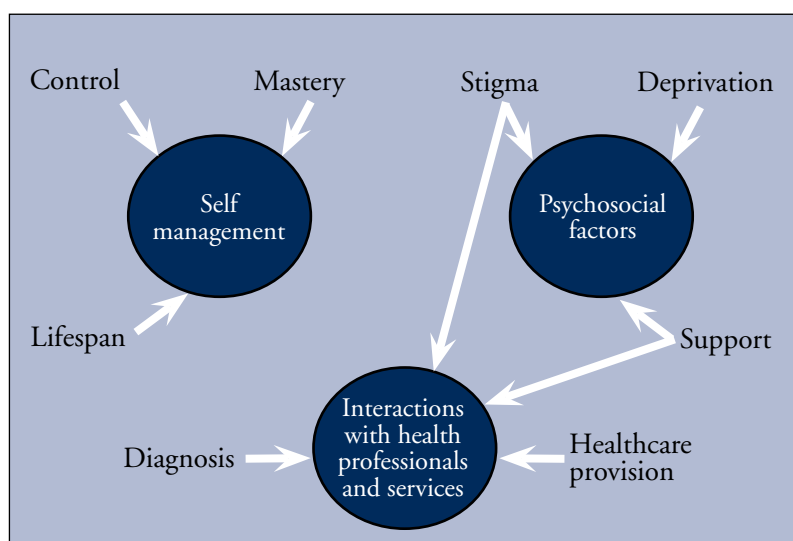 Control
Mastery
Stigma
Deprivation
Self
management
Psychosocial
factors
Lifespan
Support
Interactions
with health
professionals
and services
Diagnosis
Healthcare
provision